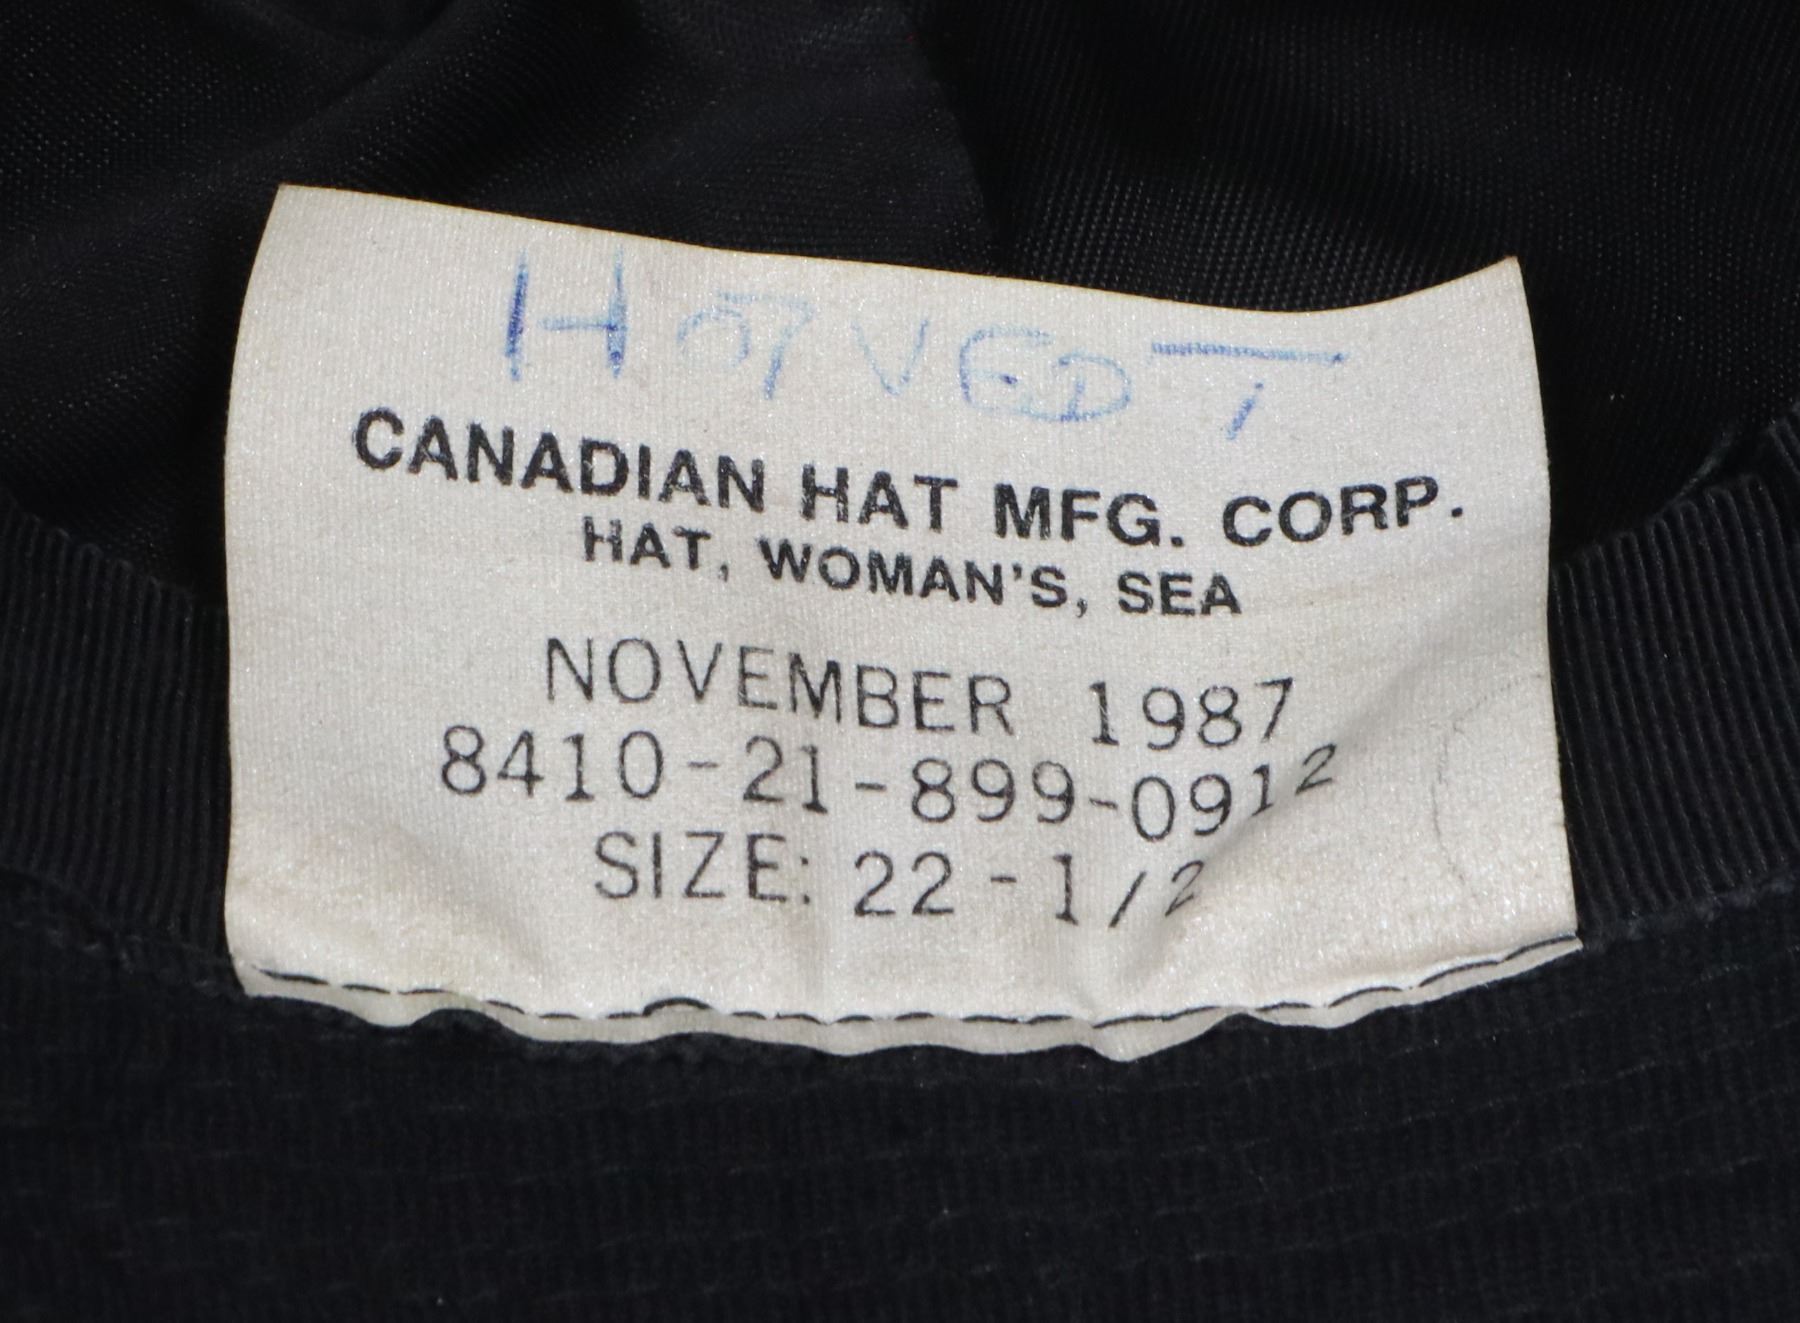 CANADIAN HAT MFG. CORP.
HAT, WOMAN'S, SEA
NOVEMBER 1987
8410-21-899-0912
SIZE: 22-1/2